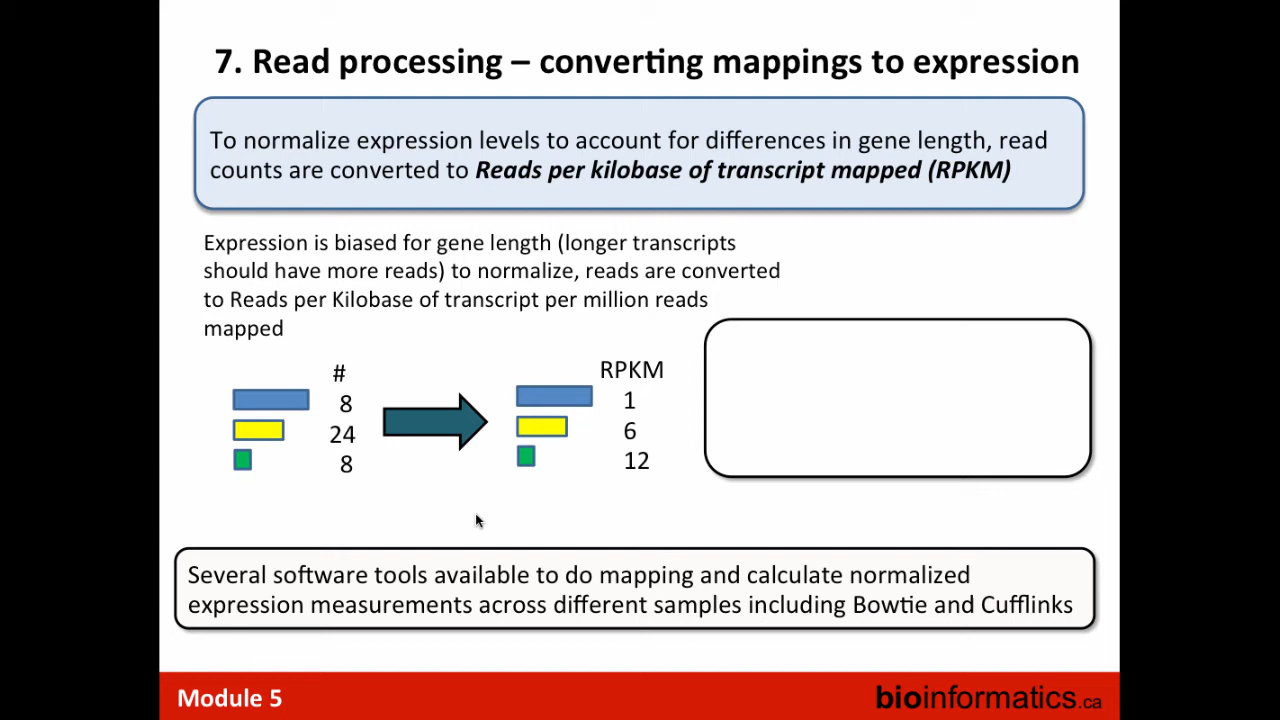 7. Read processing – converting mappings to expression
To normalize expression levels to account for differences in gene length, read
counts are converted to Reads per kilobase of transcript mapped (RPKM)
Expression is biased for gene length (longer transcripts
should have more reads) to normalize, reads are converted
to Reads per Kilobase of transcript per million reads
mapped
#
8
24
8
RPKM
1
6
12
Several software tools available to do mapping and calculate normalized
expression measurements across different samples including Bowtie and Cufflinks
Module 5
bioinformatics.ca